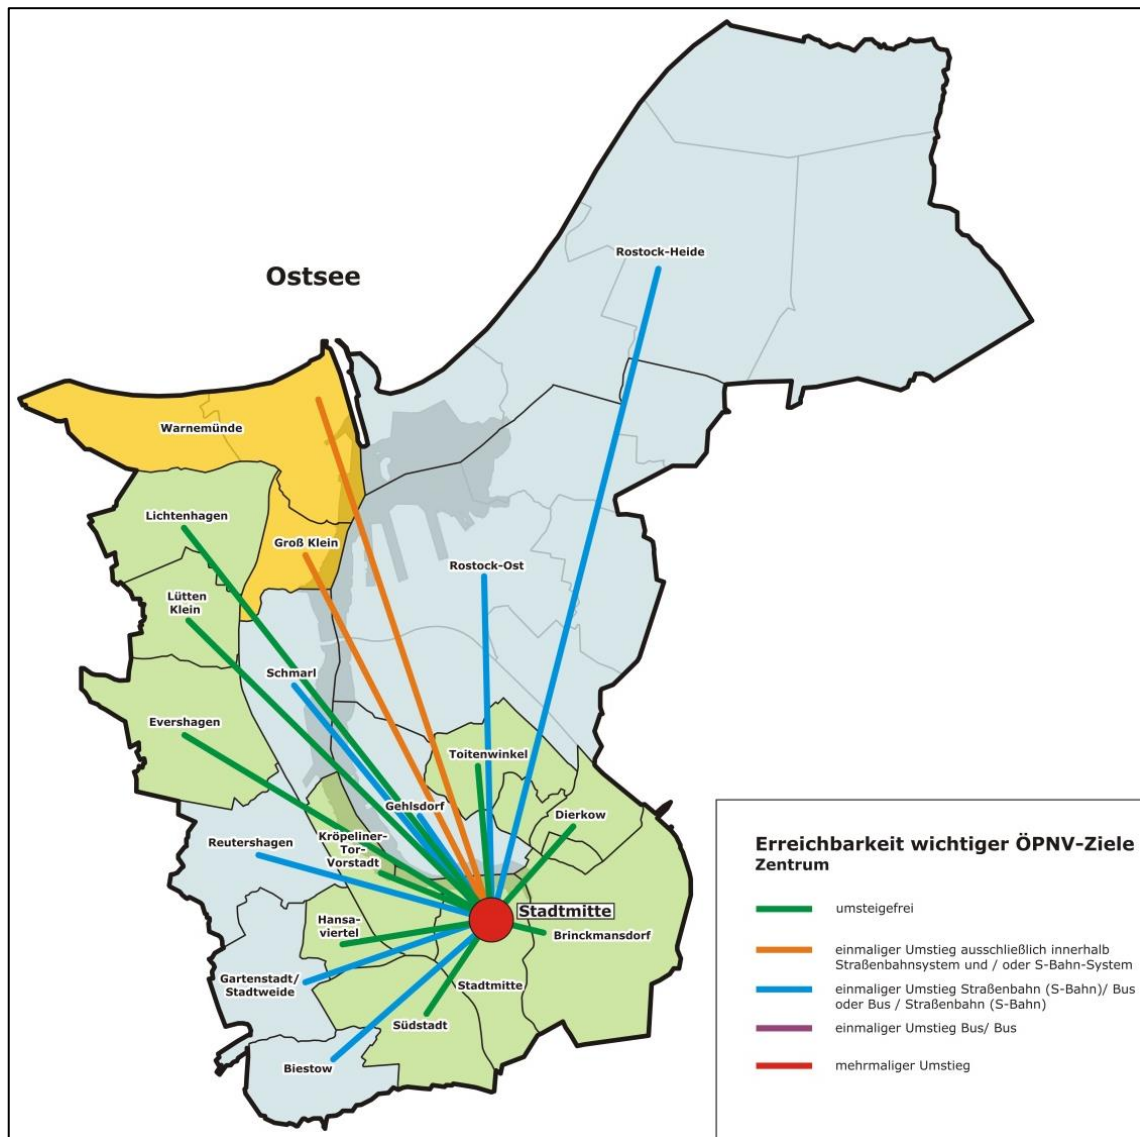 Rostock-Heide
Ostsee
Warnemünde
Lichtenhagen
Groß Klein
Rostock-Ost
Lütten
Klein
Schmarl
Evershagen
Toitenwinkel
Gehlsdorf
Dierkow
Reutershagen
Kröpeliner-
Tor-
Vorstadt
Stadtmitte
Hansa-
viertel
Brinckmansdorf
Gartenstadt/
Stadtweide
Stadtmitte
Südstadt
Biestow
Erreichbarkeit wichtiger ÖPNV-Ziele
Zentrum
umsteigefrei
einmaliger Umstieg ausschließlich innerhalb
Straßenbahnsystem und / oder S-Bahn-System
einmaliger Umstieg Straßenbahn (S-Bahn)/ Bus
oder Bus / Straßenbahn (S-Bahn)
einmaliger Umstieg Bus/ Bus
mehrmaliger Umstieg